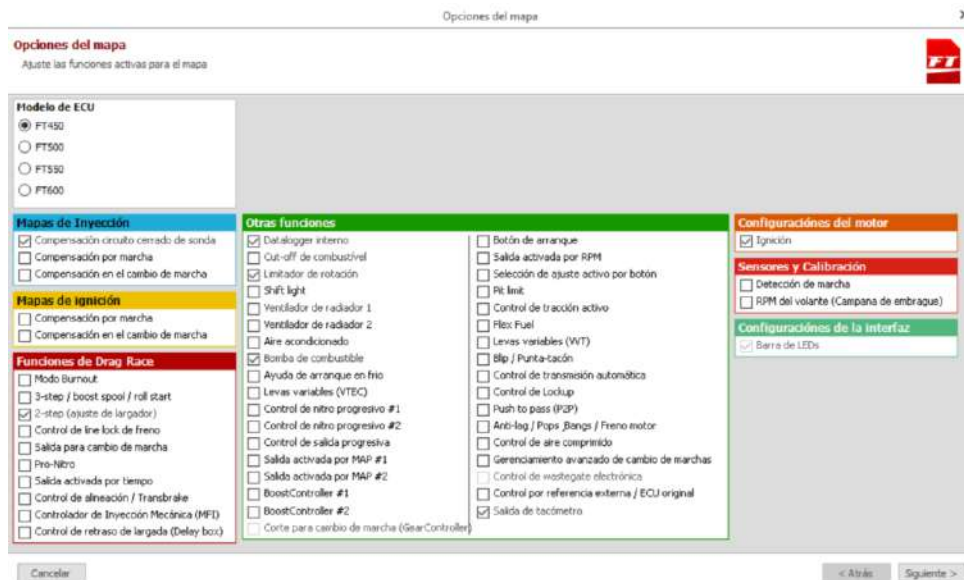 Opciones del mapa
X
Opciones del mapa
Ajuste las funciones activas para el mapa
FT
Modelo de ECU
FT450
FT500
FT550
FT600
Mapas de Inyección
Compensación circuito cerrado de sonda
Compensación por marcha
Compensación en el cambio de marcha
Mapas de ignición
Compensación por marcha
Compensación en el cambio de marcha
Funciones de Drag Race
Modo Burnout
3-step / boost spool / roll start
2-step (ajuste de largador)
Control de line lock de freno
Salida para cambio de marcha
Pro-Nitro
Salida activada por tiempo
Control de alineación / Transbrake
Controlador de Inyección Mecánica (MFI)
Control de retraso de largada (Delay box)
Otras funciones
Datalogger interno
Cut-off de combustível
Limitador de rotación
Shift light
Ventilador de radiador 1
Ventilador de radiador 2
Aire acondicionado
Bomba de combustible
Ayuda de arranque en frio
Levas variables (VTEC)
Control de nitro progresivo #1
Control de nitro progresivo #2
Control de salida progresiva
Salida activada por MAP #1
Salida activada por MAP #2
BoostController #1
BoostController #2
Corte para cambio de marcha (GearController)
Botón de arranque
Salida activada por RPM
Selección de ajuste activo por botón
Pit limit
Control de tracción activo
Flex Fuel
Levas variables (VVT)
Blip / Punta-tacón
Control de transmisión automática
Control de Lockup
Push to pass (P2P)
Anti-lag / Pops ,Bangs / Freno motor
Control de aire comprimido
Gerenciamiento avanzado de cambio de marchas
Control de wastegate electrónica
Control por referencia externa / ECU original
Salida de tacómetro
Configuraciónes del motor
Ignición
Sensores y Calibración
Detección de marcha
RPM del volante (Campana de embrague)
Configuraciónes de la interfaz
Barra de LEDs
Cancelar
< Atrás
Siguiente >